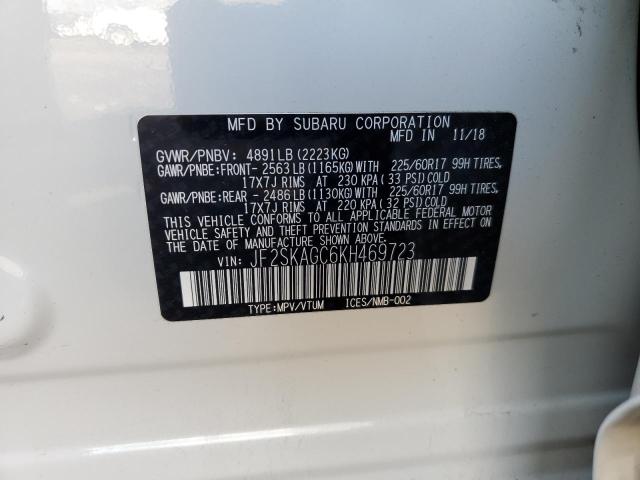 MFD BY SUBARU CORPORATION
MFD IN 11/18
GVWR/PNBV: 4891LB(2223KG)
GAWR/PNBE:FRONT- 2563LB(1165KG)WITH 225/60R17 99H TIRES,
17X7J RIMS AT 230 KPA(33 PSI)COLD
GAWR/PNBE:REAR - 2486LB(1130KG)WITH 225/60R17 99H TIRES,
17X7J RIMS AT 220 KPA(32 PSI)COLD
THIS VEHICLE CONFORMS TO ALL APPLICABLE FEDERAL MOTOR
VEHICLE SAFETY AND THEFT PREVENTION STANDARDS
IN EFFECT ON THE DATE OF MANUFACTURE SHOWN ABOVE.
VIN: JF2SKAGC6KH469723
TYPE:MPV/VTUM ICES/NMB-002